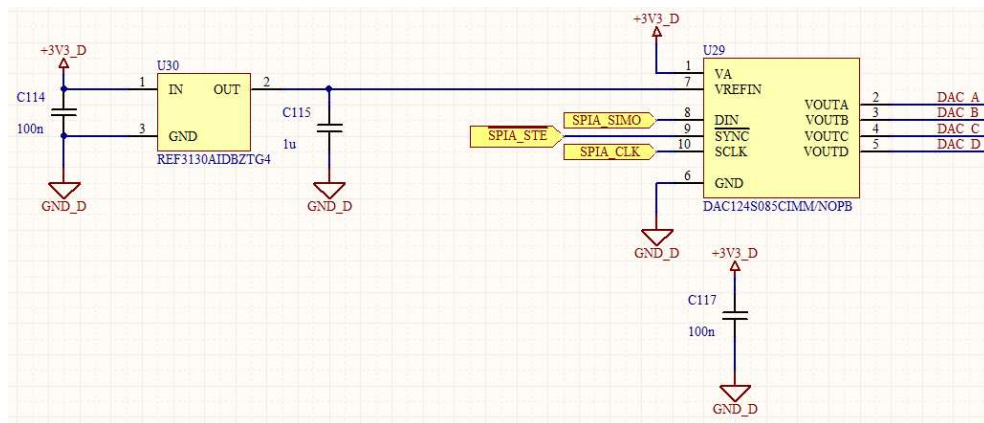 +3V3_D
U30
1
IN
OUT
2
C114
100n
3
GND
REF3130AIDBZTG4
GND_D
C115
1u
GND_D
+3V3_D
U29
1
VA
7
VREFIN
SPIA_SIMO
8
DIN
SPIA_STE
9
SYNC
SPIA_CLK
10
SCLK
6
GND
VOUTA
2
DAC_A
VOUTB
3
DAC_B
VOUTC
4
DAC_C
VOUTD
5
DAC_D
DAC124S085CIMM/NOPB
GND_D
+3V3_D
C117
100n
GND_D